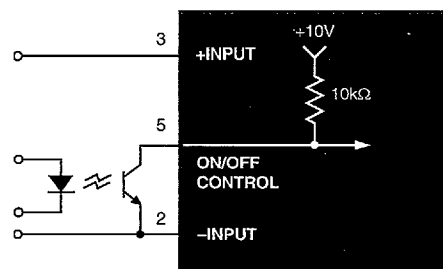 3
+INPUT
+10V
10kΩ
5
ON/OFF
CONTROL
2
–INPUT